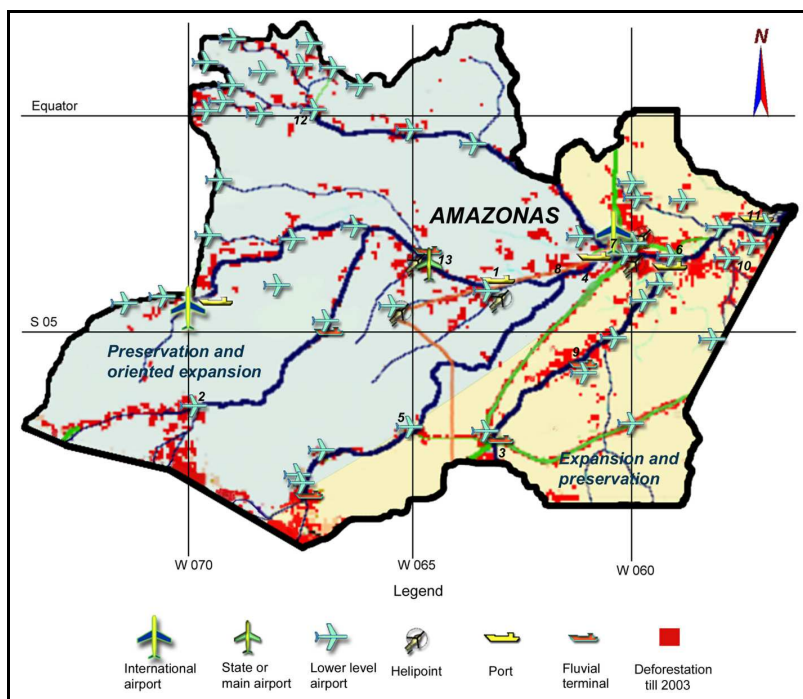 N
Equator
12
AMAZONAS
11
7
6
13
10
1
8
4
S 05
Preservation and
oriented expansion
9
2
5
3
Expansion and
preservation
W 070
W 065
W 060
Legend
International
airport
State or
main airport
Lower level
airport
Helipoint
Port
Fluvial
terminal
Deforestation
till 2003